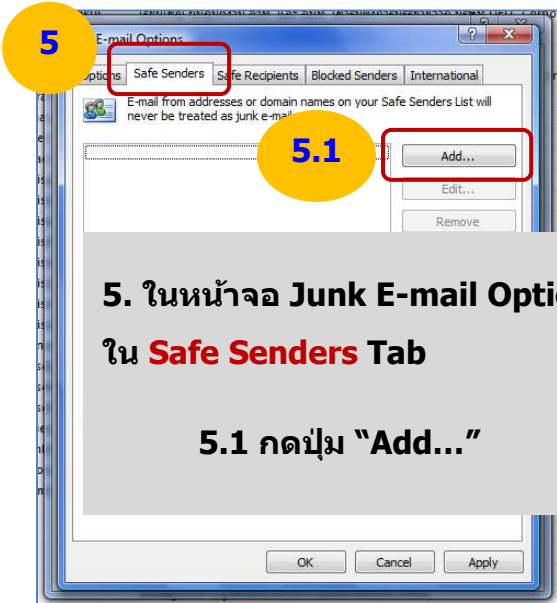 5
E-mail Options
Options Safe Senders Safe Recipients Blocked Senders International
E-mail from addresses or domain names on your Safe Senders List will
never be treated as junk e-mail
5.1
Add...
Edit...
Remove
5. ในหน้าจอ Junk E-mail Opti
ใน Safe Senders Tab
5.1 กดปุ่ม “Add…”
OK Cancel Apply